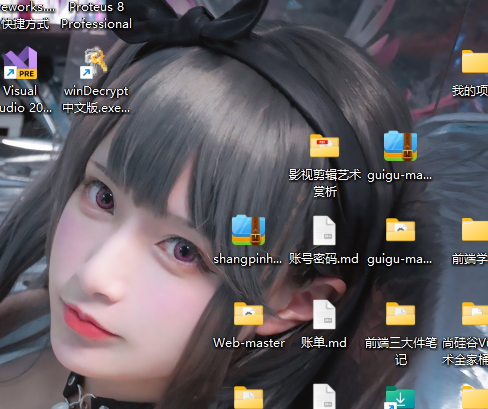 eworks,...
快捷方式
Proteus 8
Professional
Visual
udio 20...
PRE
winDecrypt
中文版.exe...
我的项
影视剪辑艺术
赏析
guigu-ma...
shangpinh...
账号密码.md
guigu-ma...
前端学
Web-master
账单.md
前端三大件笔
记
尚硅谷Vu
术全家桶